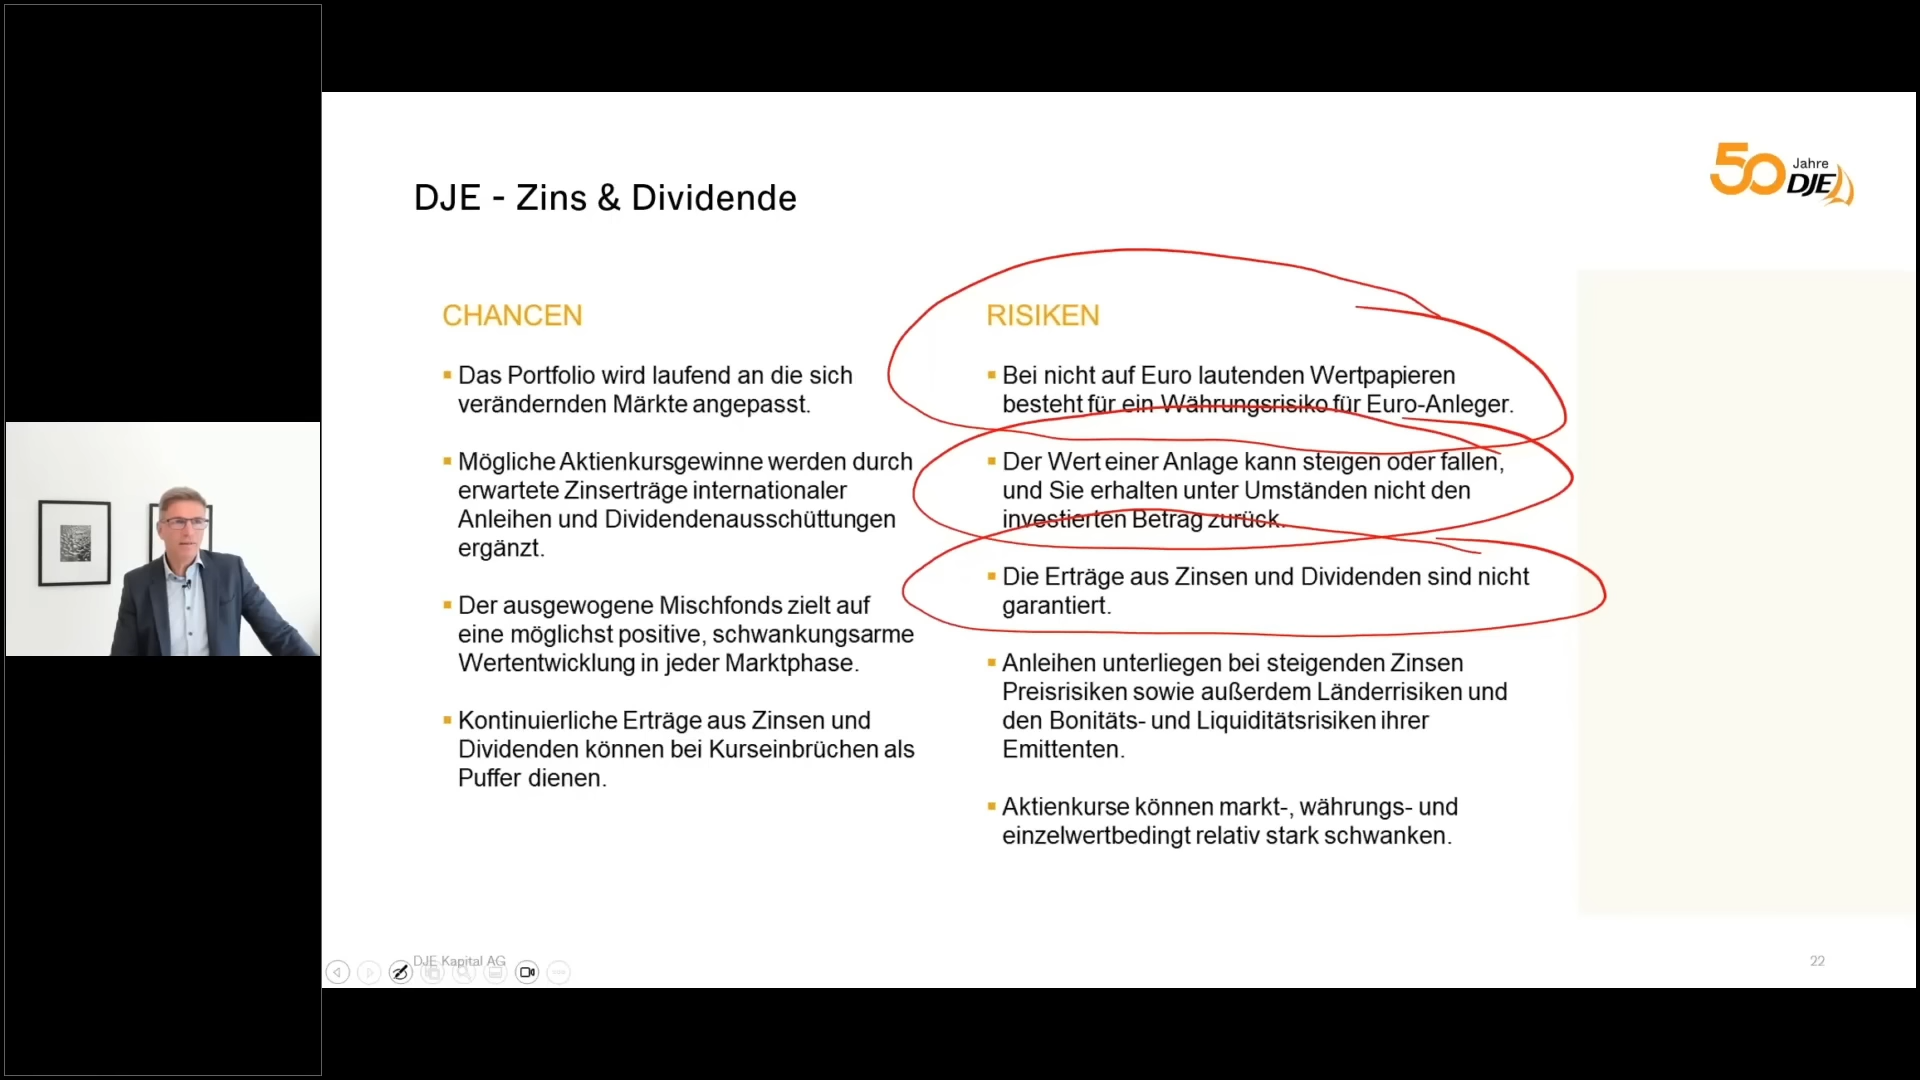 50 Jahre
DJE
DJE - Zins & Dividende
CHANCEN
Das Portfolio wird laufend an die sich
verändernden Märkte angepasst.
Mögliche Aktienkursgewinne werden durch
erwartete Zinserträge internationaler
Anleihen und Dividendenausschüttungen
ergänzt.
Der ausgewogene Mischfonds zielt auf
eine möglichst positive, schwankungsarme
Wertentwicklung in jeder Marktphase.
Kontinuierliche Erträge aus Zinsen und
Dividenden können bei Kurseinbrüchen als
Puffer dienen.
RISIKEN
Bei nicht auf Euro lautenden Wertpapieren
besteht für ein Währungsrisiko für Euro-Anleger.
Der Wert einer Anlage kann steigen oder fallen,
und Sie erhalten unter Umständen nicht den
investierten Betrag zurück.
Die Erträge aus Zinsen und Dividenden sind nicht
garantiert.
Anleihen unterliegen bei steigenden Zinsen
Preisrisiken sowie außerdem Länderrisiken und
den Bonitäts- und Liquiditätsrisiken ihrer
Emittenten.
Aktienkurse können markt-, währungs- und
einzelwertbedingt relativ stark schwanken.
DJE Kapital AG
22